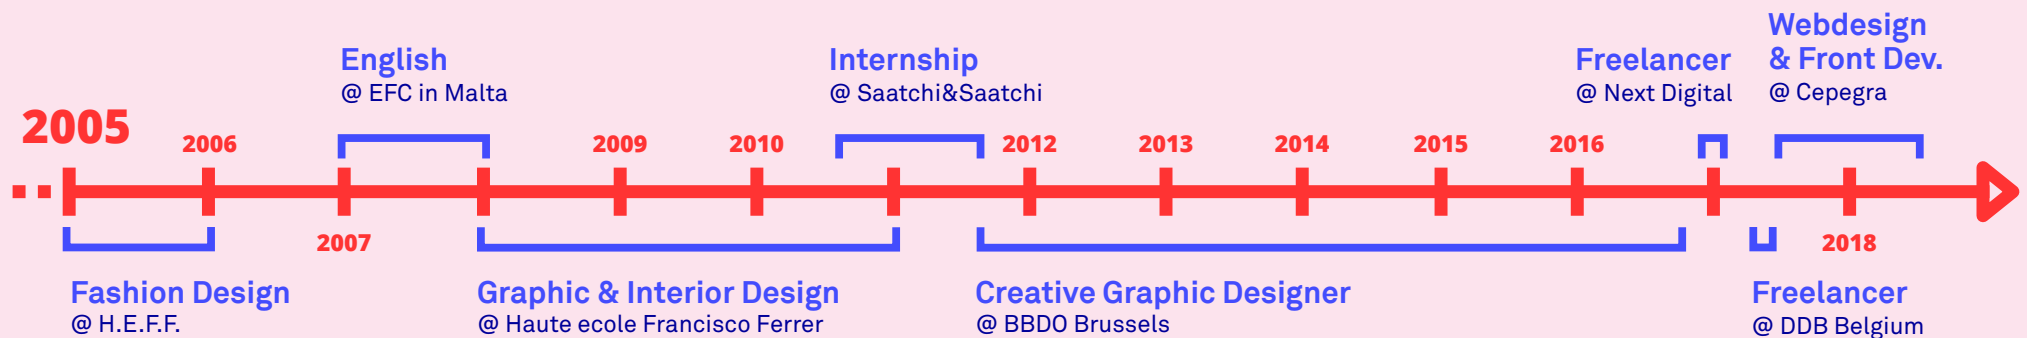 Webdesign
& Front Dev.
@ Cepegra
English
@ EFC in Malta
Internship
@ Saatchi&Saatchi
Freelancer
@ Next Digital
2005
2006
2009
2010
2012
2013
2014
2015
2016
2007
2018
Fashion Design
@ H.E.F.F.
Graphic & Interior Design
@ Haute ecole Francisco Ferrer
Creative Graphic Designer
@ BBDO Brussels
Freelancer
@ DDB Belgium